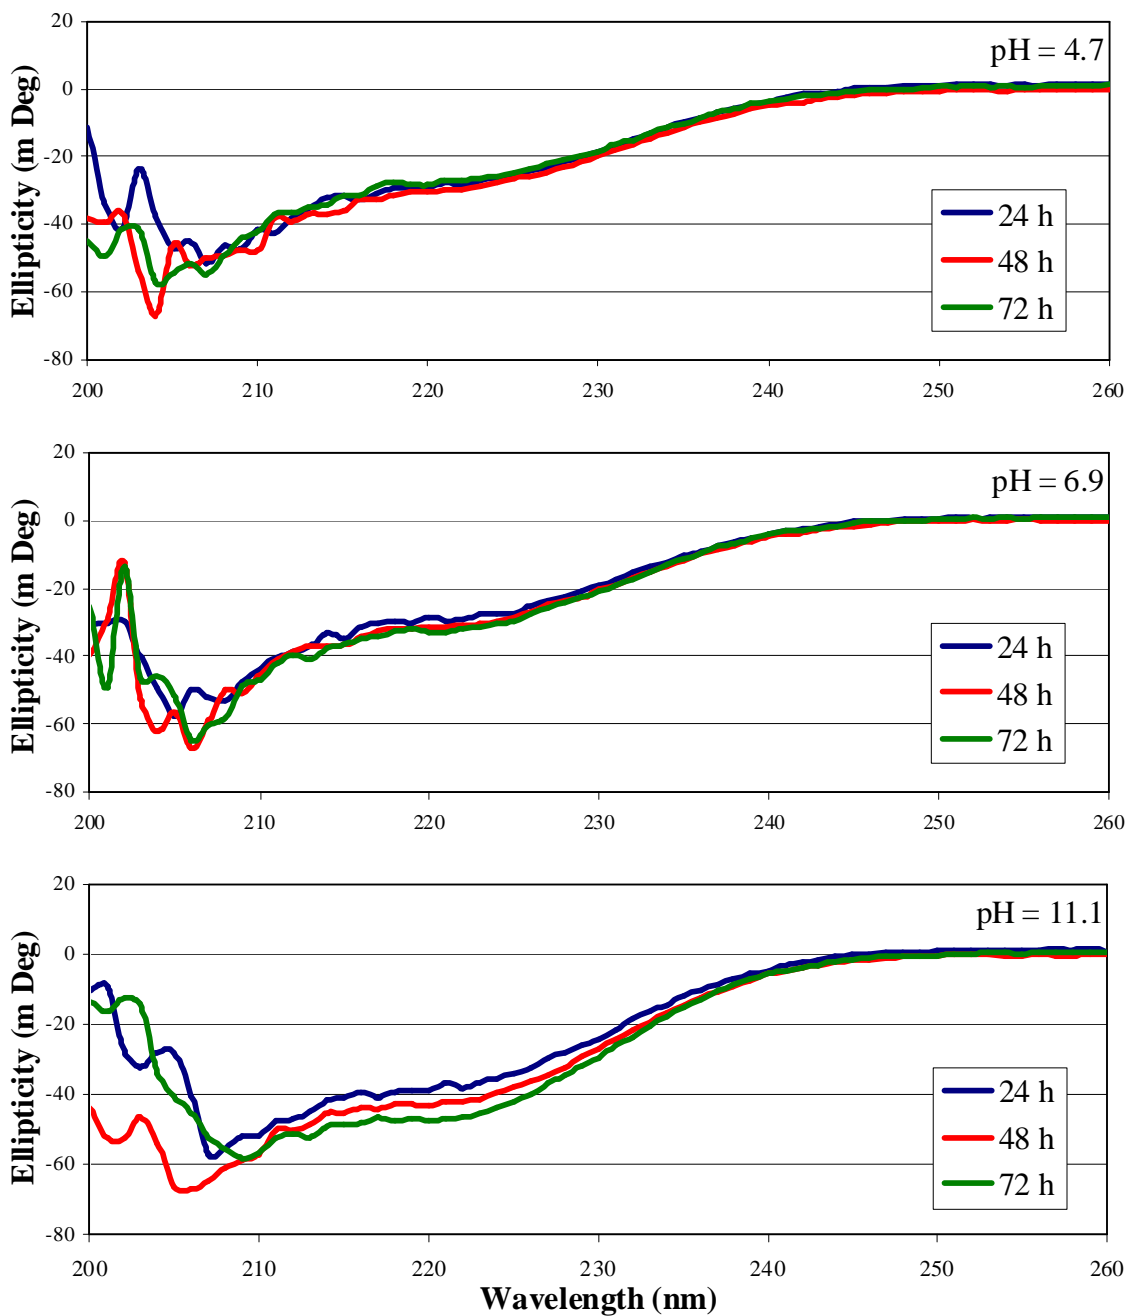 20
pH = 4.7
0
-20
-40
-60
-80
Ellipticity (m Deg)
24 h
48 h
72 h
200 210 220 230 240 250 260
20
pH = 6.9
0
-20
-40
-60
-80
Ellipticity (m Deg)
24 h
48 h
72 h
200 210 220 230 240 250 260
20
pH = 11.1
0
-20
-40
-60
-80
Ellipticity (m Deg)
24 h
48 h
72 h
200 210 220 230 240 250 260
Wavelength (nm)